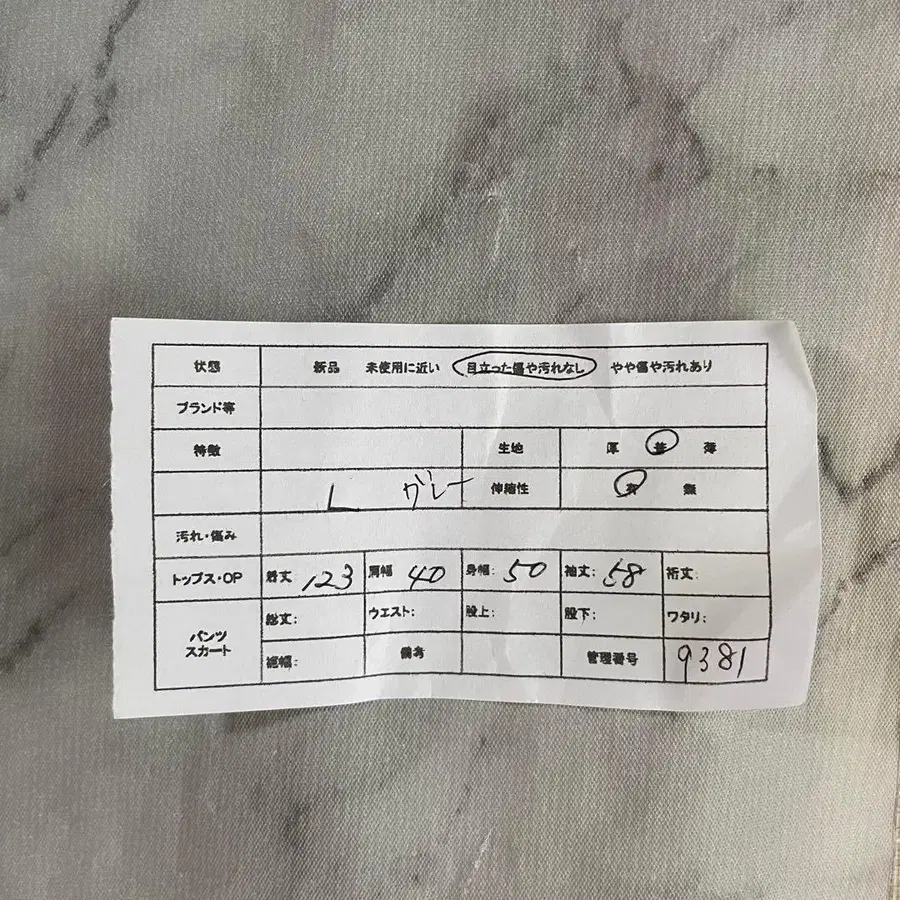 状態 新品 未使用に近い 目立った傷や汚れなし やや傷や汚れあり
ブランド等
特徴 生地 厚 普 薄
L グレー 伸縮性 有 無
汚れ・傷み
トップス・OP 着丈: 123 肩幅 40 身幅: 50 袖丈: 58 裄丈:
パンツ スカート 総丈: ウエスト: 股上: 股下: ワタリ:
裾幅: 備考 管理番号 9381